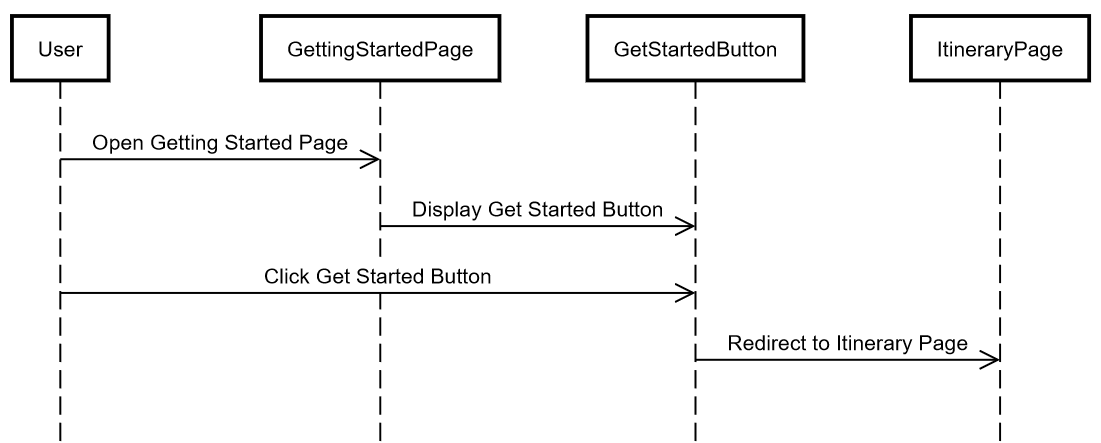 User
GettingStartedPage
GetStartedButton
ItineraryPage
Open Getting Started Page
Display Get Started Button
Click Get Started Button
Redirect to Itinerary Page